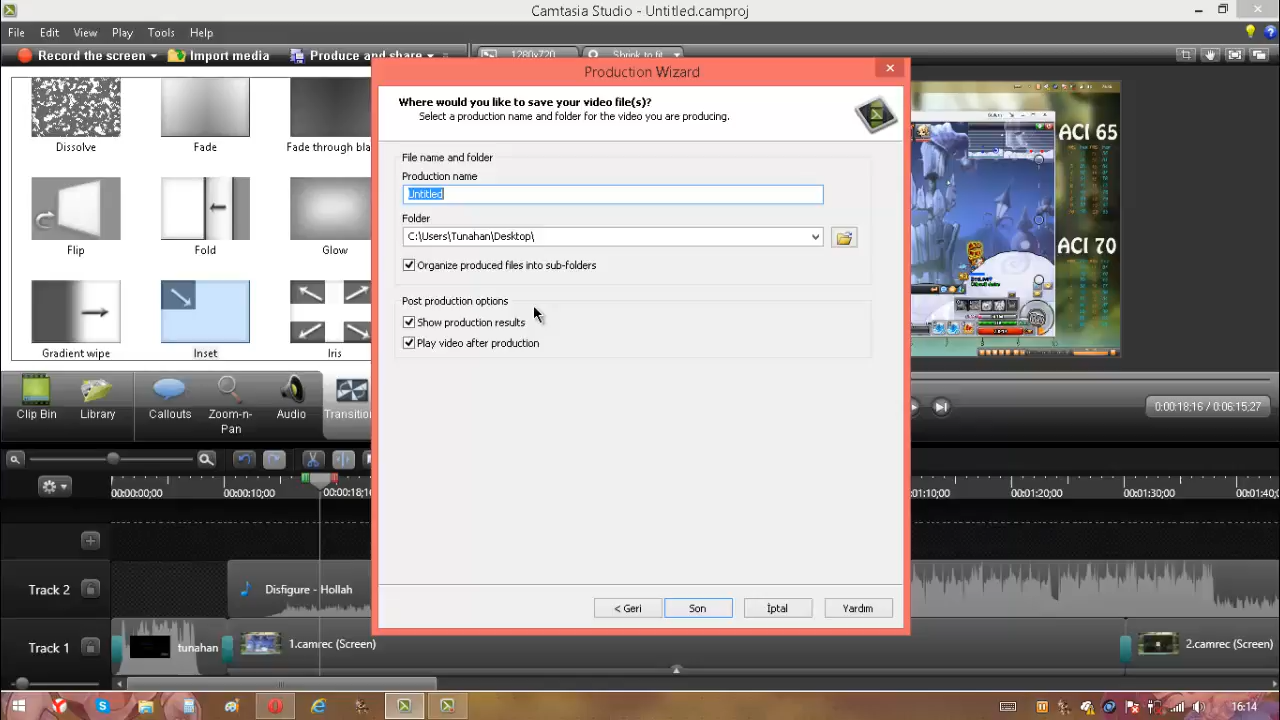 Camtasia Studio - Untitled.camproj
File Edit View Play Tools Help
Record the screen Import media Produce and share 1280x720 Shrink to fit
Production Wizard
Where would you like to save your video file(s)?
Select a production name and folder for the video you are producing.
File name and folder
Production name
Untitled
Folder
C:\Users\Tunahan\Desktop\
Organize produced files into sub-folders
Post production options
Show production results
Play video after production
< Geri Son İptal Yardım
Dissolve Fade Fade through bla
Flip Fold Glow
Gradient wipe Inset Iris
Clip Bin Library Callouts Zoom-n-Pan Audio Transitio
ACI 65
ACI 70
0:00:18;16 / 0:06:15;27
00:00:00;00 00:00:10;00 00:00:18;1 01:10;00 00:01:20;00 00:01:30;00 00:01:40;
Track 2 Disfigure - Hollah
Track 1 tunahan 1.camrec (Screen) 2.camrec (Screen)
16:14